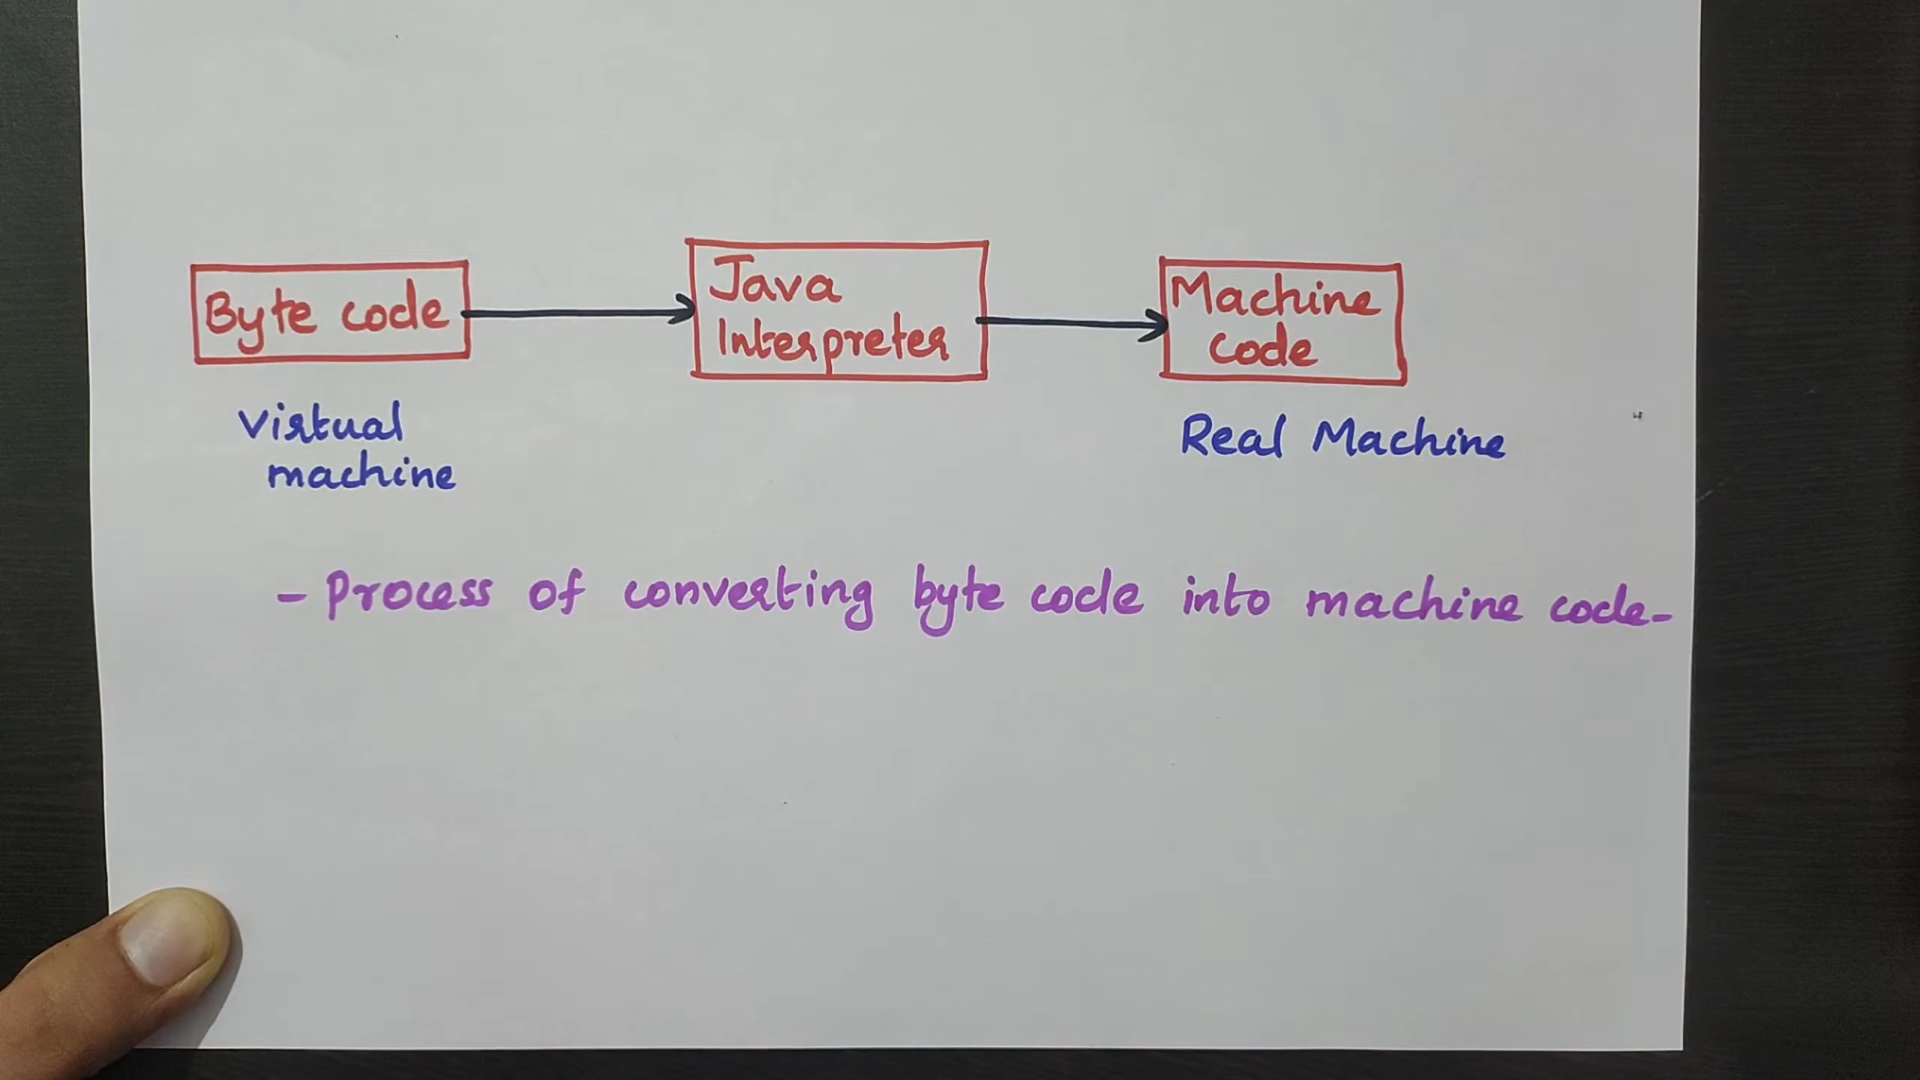 Byte code
Java
Interpreter
Machine
code
Virtual
machine
Real Machine
- Process of converting byte code into machine code-